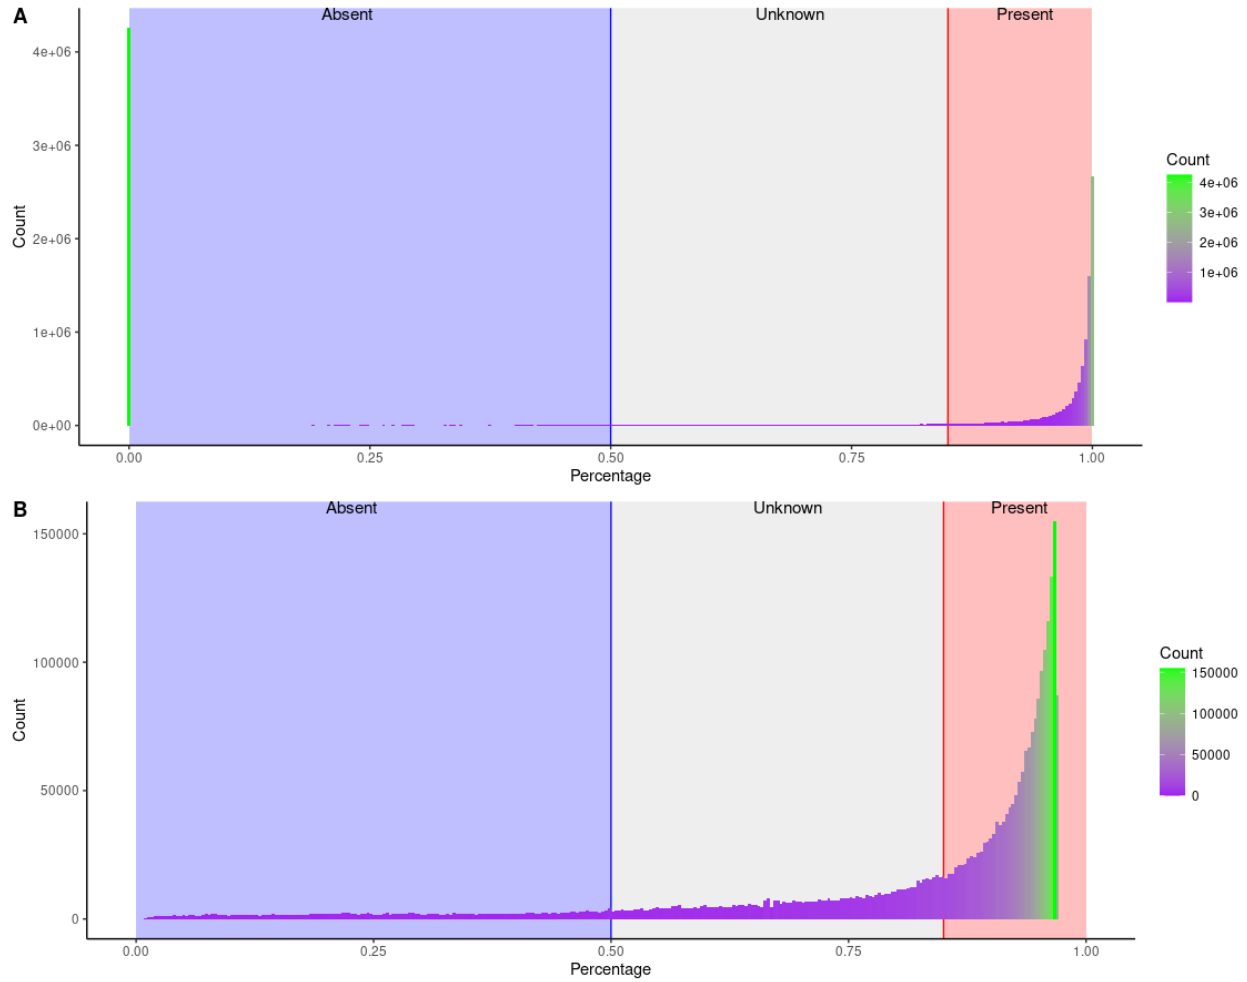 A
Absent Unknown Present
4e+06
3e+06
2e+06
1e+06
0e+00
Count
0.00 0.25 0.50 0.75 1.00
Percentage
Count
4e+06
3e+06
2e+06
1e+06
B
Absent Unknown Present
150000
100000
50000
0
Count
0.00 0.25 0.50 0.75 1.00
Percentage
Count
150000
100000
50000
0